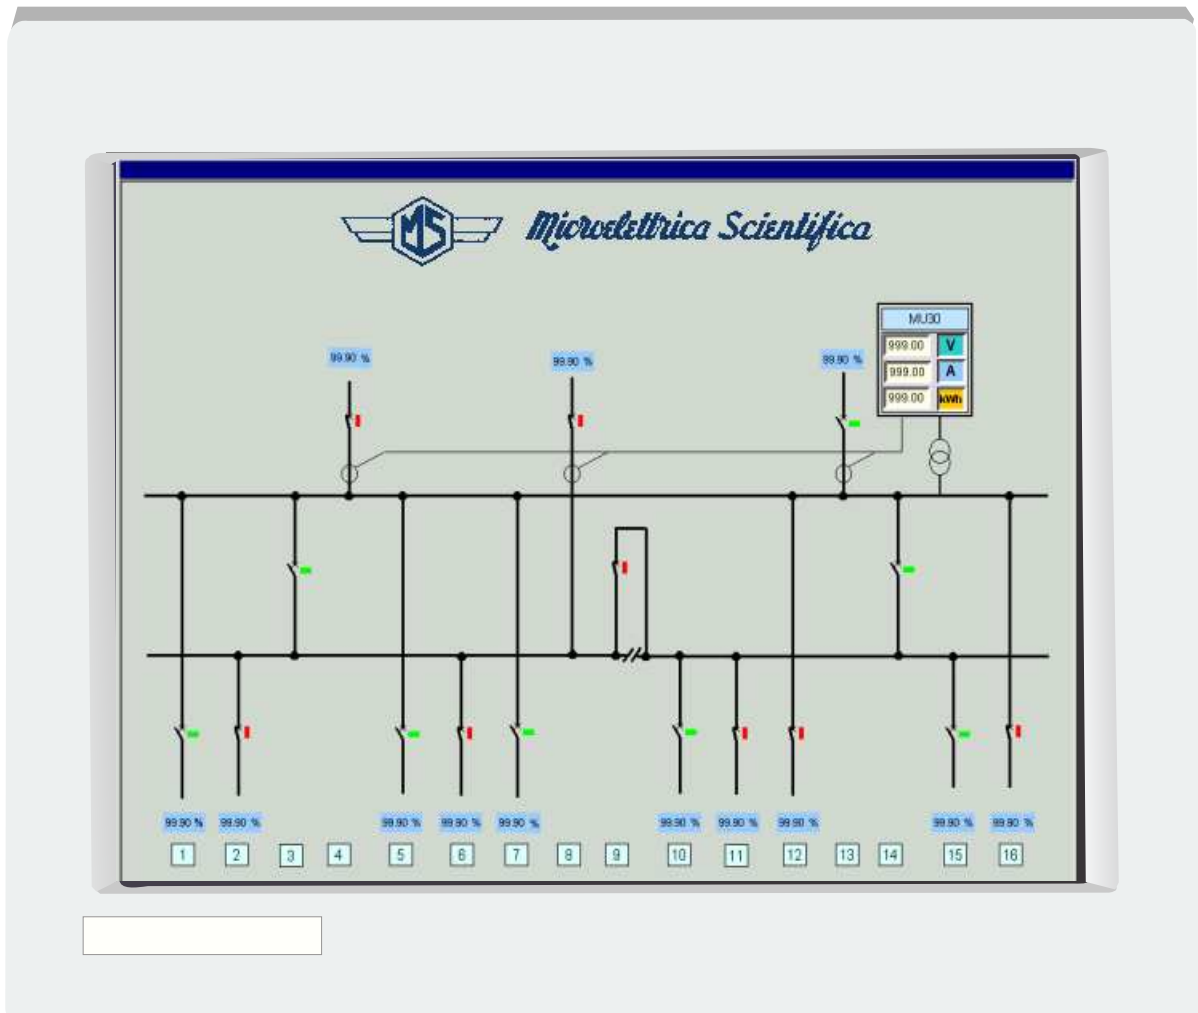 MS Microelettrica Scientifica
MU30
999.00 V
999.00 A
999.00 kWh
99.90 % 99.90 % 99.90 %
99.90 % 99.90 % 99.90 % 99.90 % 99.90 % 99.90 % 99.90 % 99.90 % 99.90 % 99.90 %
1 2 3 4 5 6 7 8 9 10 11 12 13 14 15 16